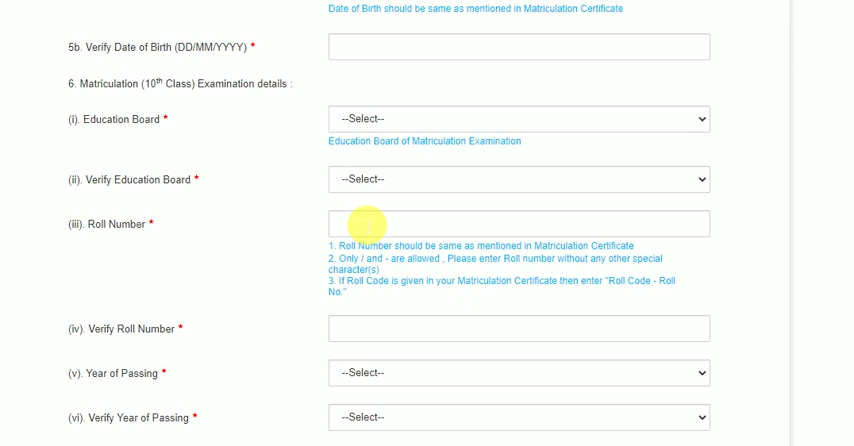 Date of Birth should be same as mentioned in Matriculation Certificate
5b. Verify Date of Birth (DD/MM/YYYY) *
6. Matriculation (10th Class) Examination details :
(i). Education Board *
--Select--
Education Board of Matriculation Examination
(ii). Verify Education Board *
--Select--
(iii). Roll Number *
1. Roll Number should be same as mentioned in Matriculation Certificate
2. Only / and - are allowed , Please enter Roll number without any other special
character(s)
3. If Roll Code is given in your Matriculation Certificate then enter "Roll Code - Roll
No."
(iv). Verify Roll Number *
(v). Year of Passing *
--Select--
(vi). Verify Year of Passing *
--Select--